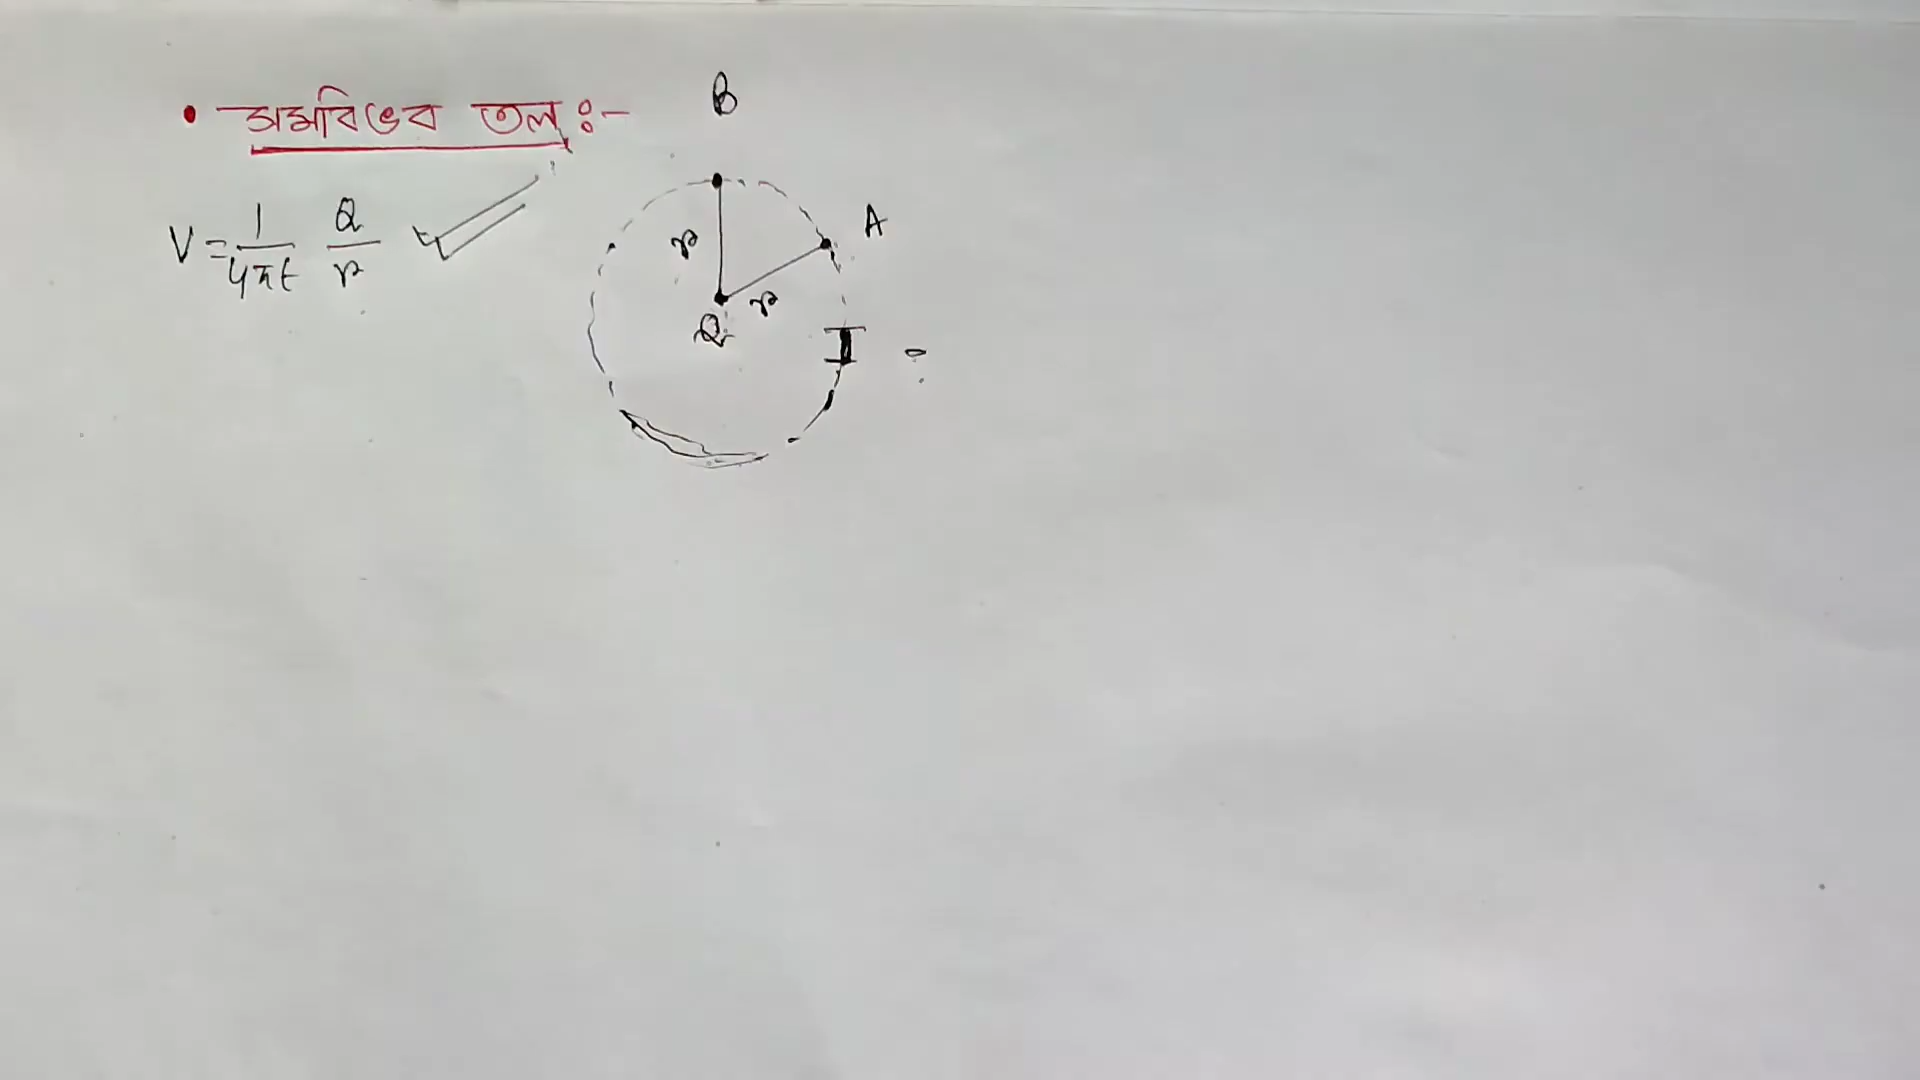 • সমবিভব তল :-
V = 1/4πε Q/r
B
A
r
r
Q